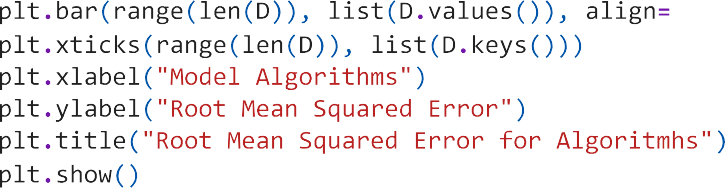 plt.bar(range(len(D)), list(D.values()), align=
plt.xticks(range(len(D)), list(D.keys()))
plt.xlabel("Model Algorithms")
plt.ylabel("Root Mean Squared Error")
plt.title("Root Mean Squared Error for Algoritmhs")
plt.show()